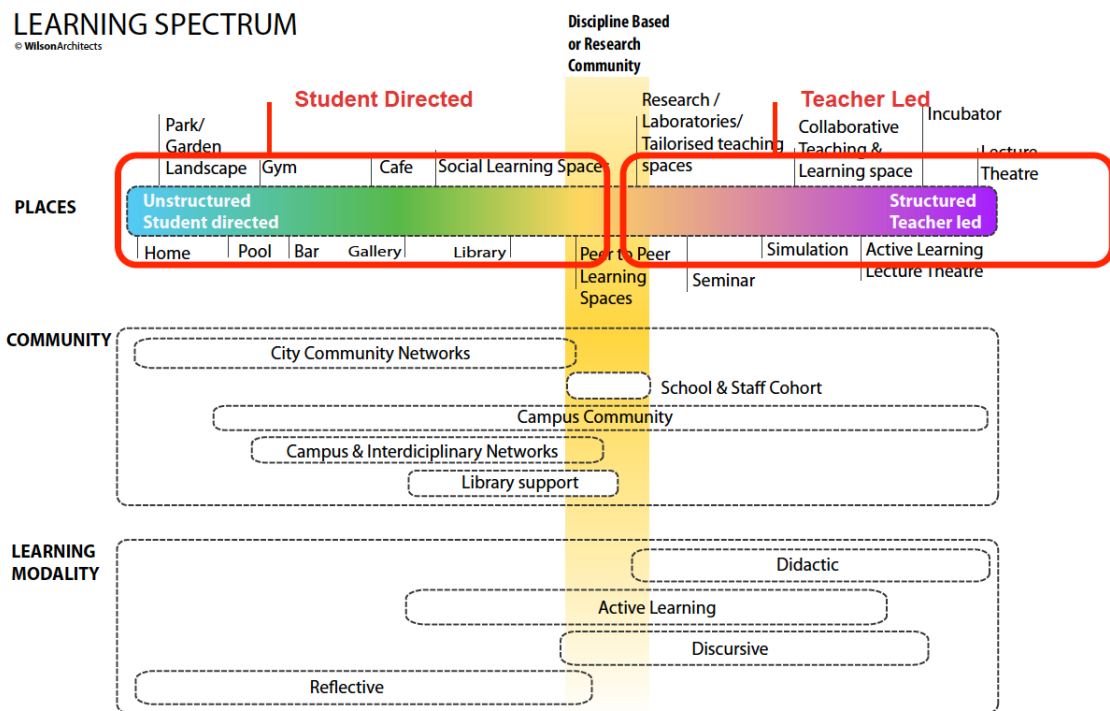 LEARNING SPECTRUM
© WilsonArchitects
Discipline Based
or Research
Community
Student Directed
Teacher Led
Park/
Garden
Landscape
Gym
Cafe
Social Learning Spaces
Research /
Laboratories/
Tailorised teaching
spaces
Collaborative
Teaching &
Learning space
Incubator
Lecture
Theatre
PLACES
Unstructured
Student directed
Structured
Teacher led
Home
Pool
Bar
Gallery
Library
Peer to Peer
Learning
Spaces
Seminar
Simulation
Active Learning
Lecture Theatre
COMMUNITY
City Community Networks
School & Staff Cohort
Campus Community
Campus & Interdiciplinary Networks
Library support
LEARNING
MODALITY
Didactic
Active Learning
Discursive
Reflective